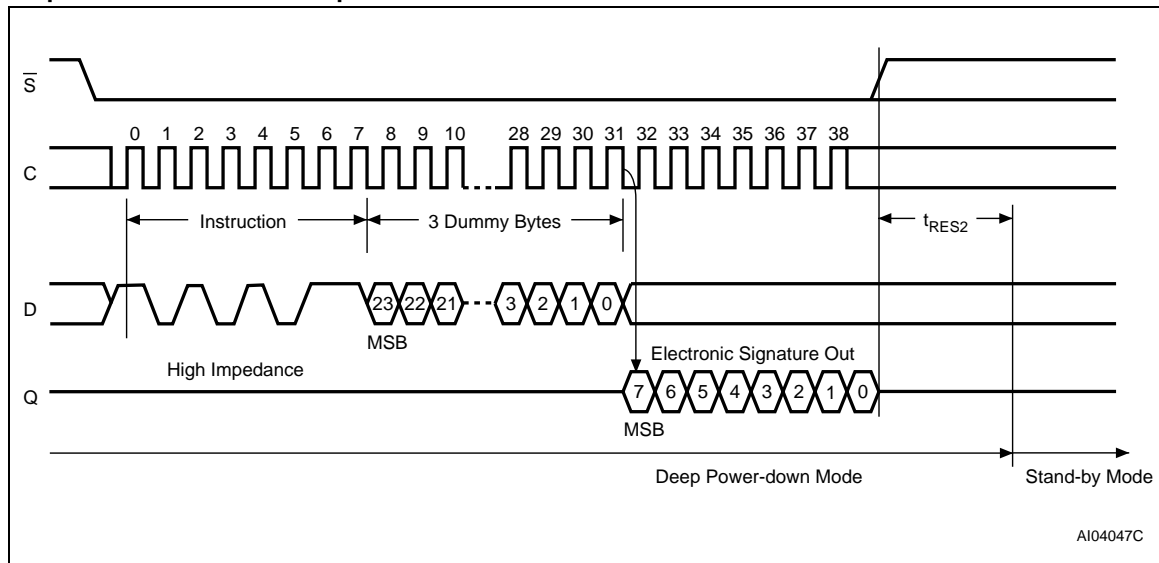 S
0 1 2 3 4 5 6 7 8 9 10 28 29 30 31 32 33 34 35 36 37 38
C
Instruction 3 Dummy Bytes tRES2
D 23 22 21 3 2 1 0
MSB
High Impedance Electronic Signature Out
Q 7 6 5 4 3 2 1 0
MSB
Deep Power-down Mode Stand-by Mode
AI04047C